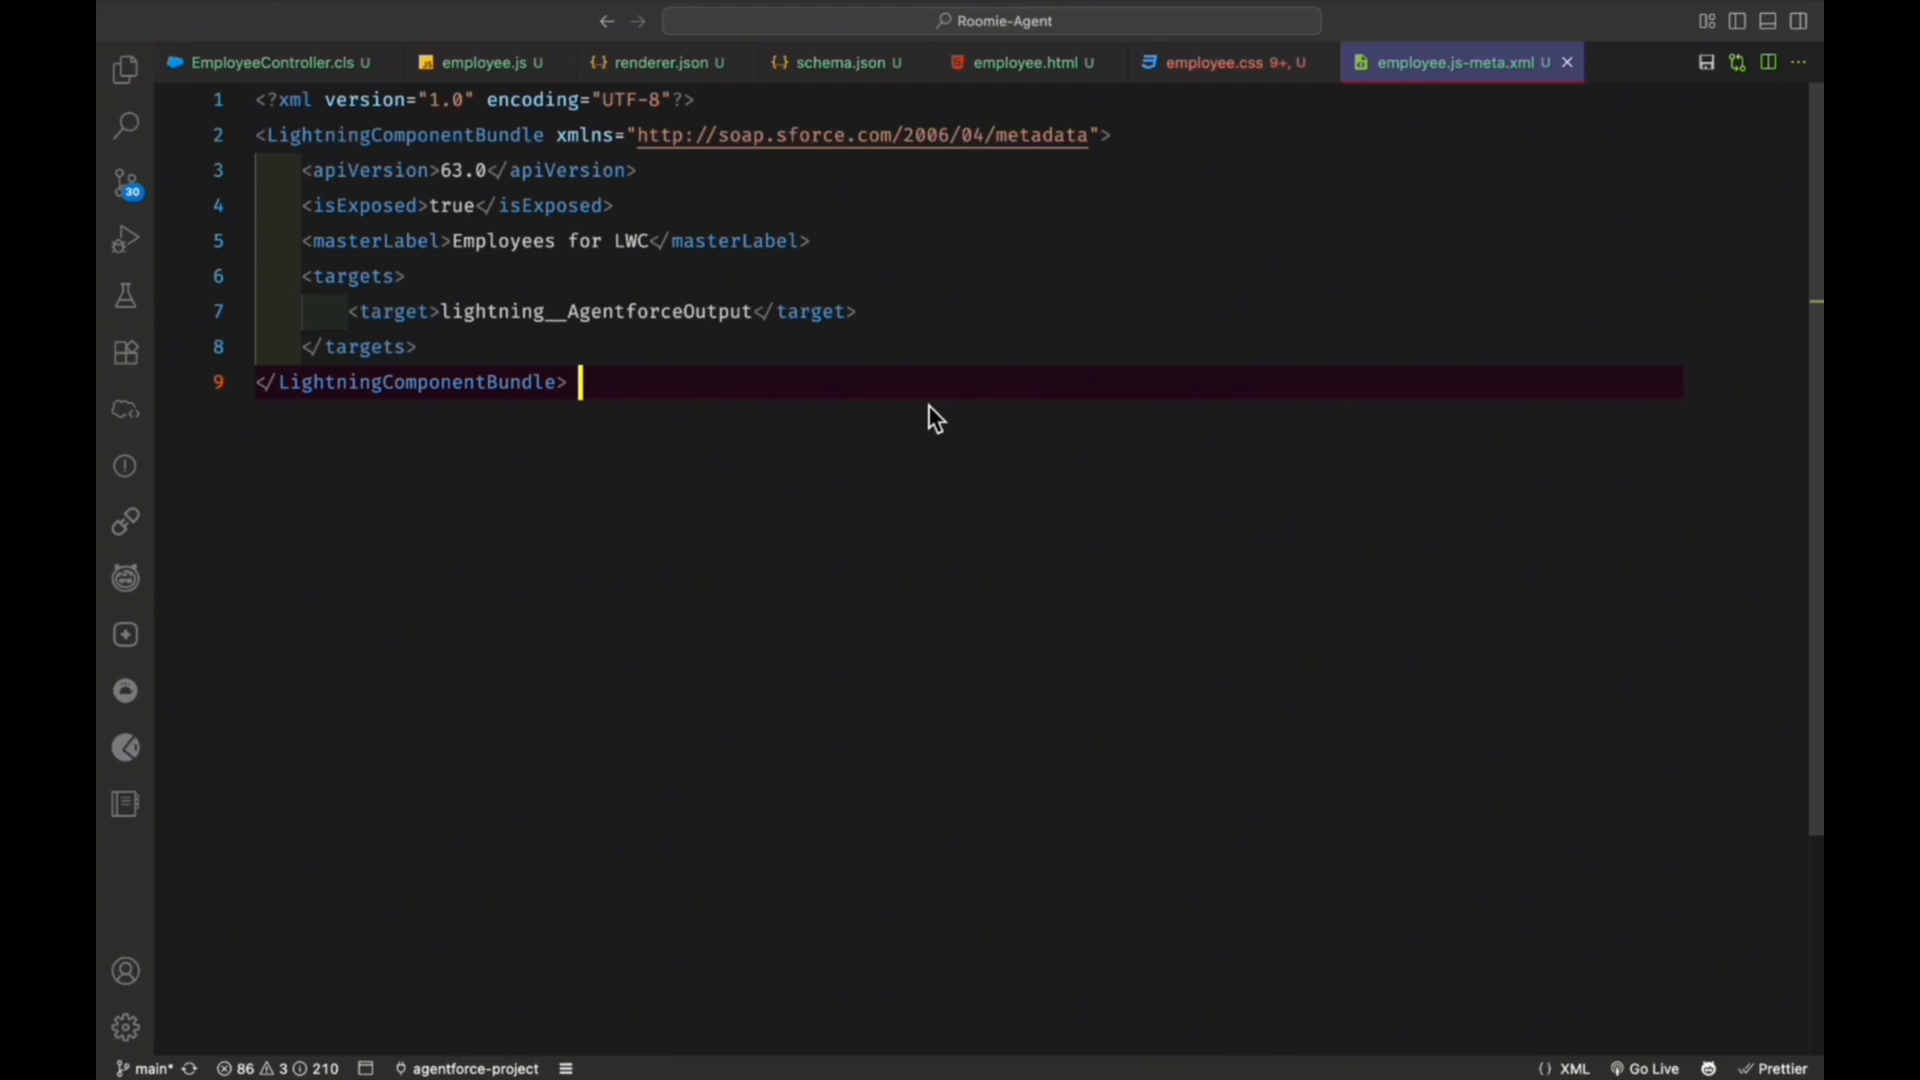 Roomie-Agent
EmployeeController.cls U
employee.js U
renderer.json U
schema.json U
employee.html U
employee.css 9+, U
employee.js-meta.xml U
1 <?xml version="1.0" encoding="UTF-8"?>
2 <LightningComponentBundle xmlns="http://soap.sforce.com/2006/04/metadata">
3 <apiVersion>63.0</apiVersion>
4 <isExposed>true</isExposed>
5 <masterLabel>Employees for LWC</masterLabel>
6 <targets>
7 <target>lightning__AgentforceOutput</target>
8 </targets>
9 </LightningComponentBundle>
30
main* 86 3 210 agentforce-project
{} XML Go Live Prettier